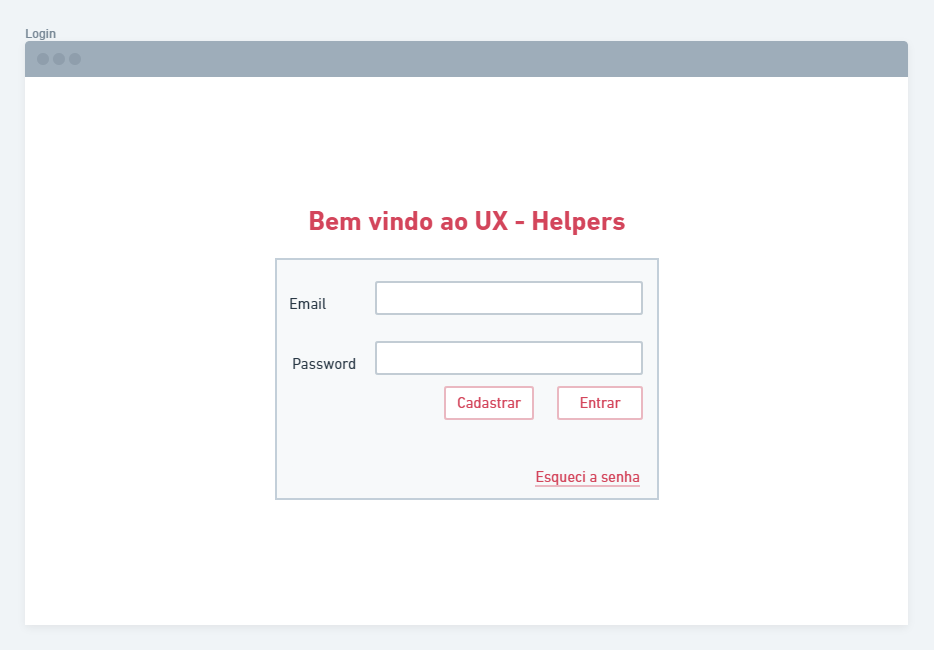 Login
Bem vindo ao UX - Helpers
Email
Password
Cadastrar Entrar
Esqueci a senha